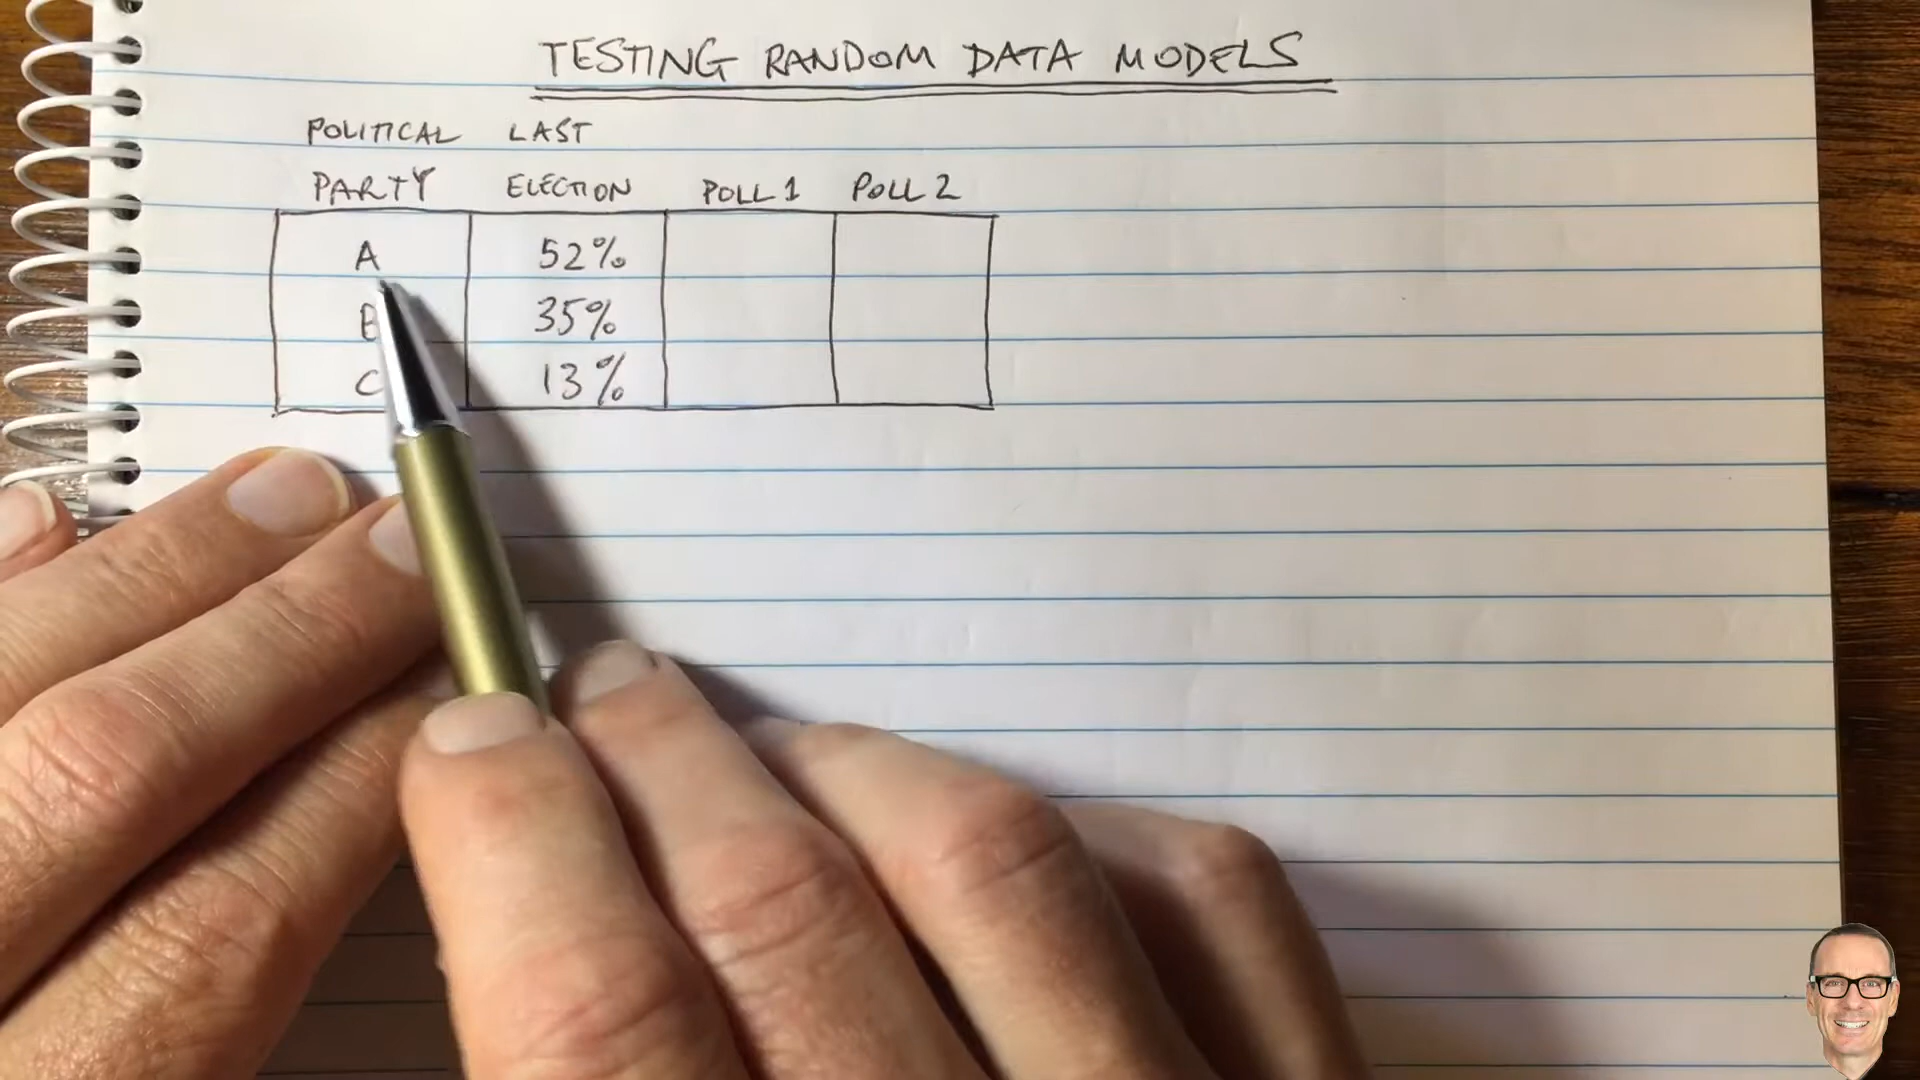 TESTING RANDOM DATA MODELS
POLITICAL LAST
PARTY ELECTION POLL 1 POLL 2
A 52%
B 35%
C 13%